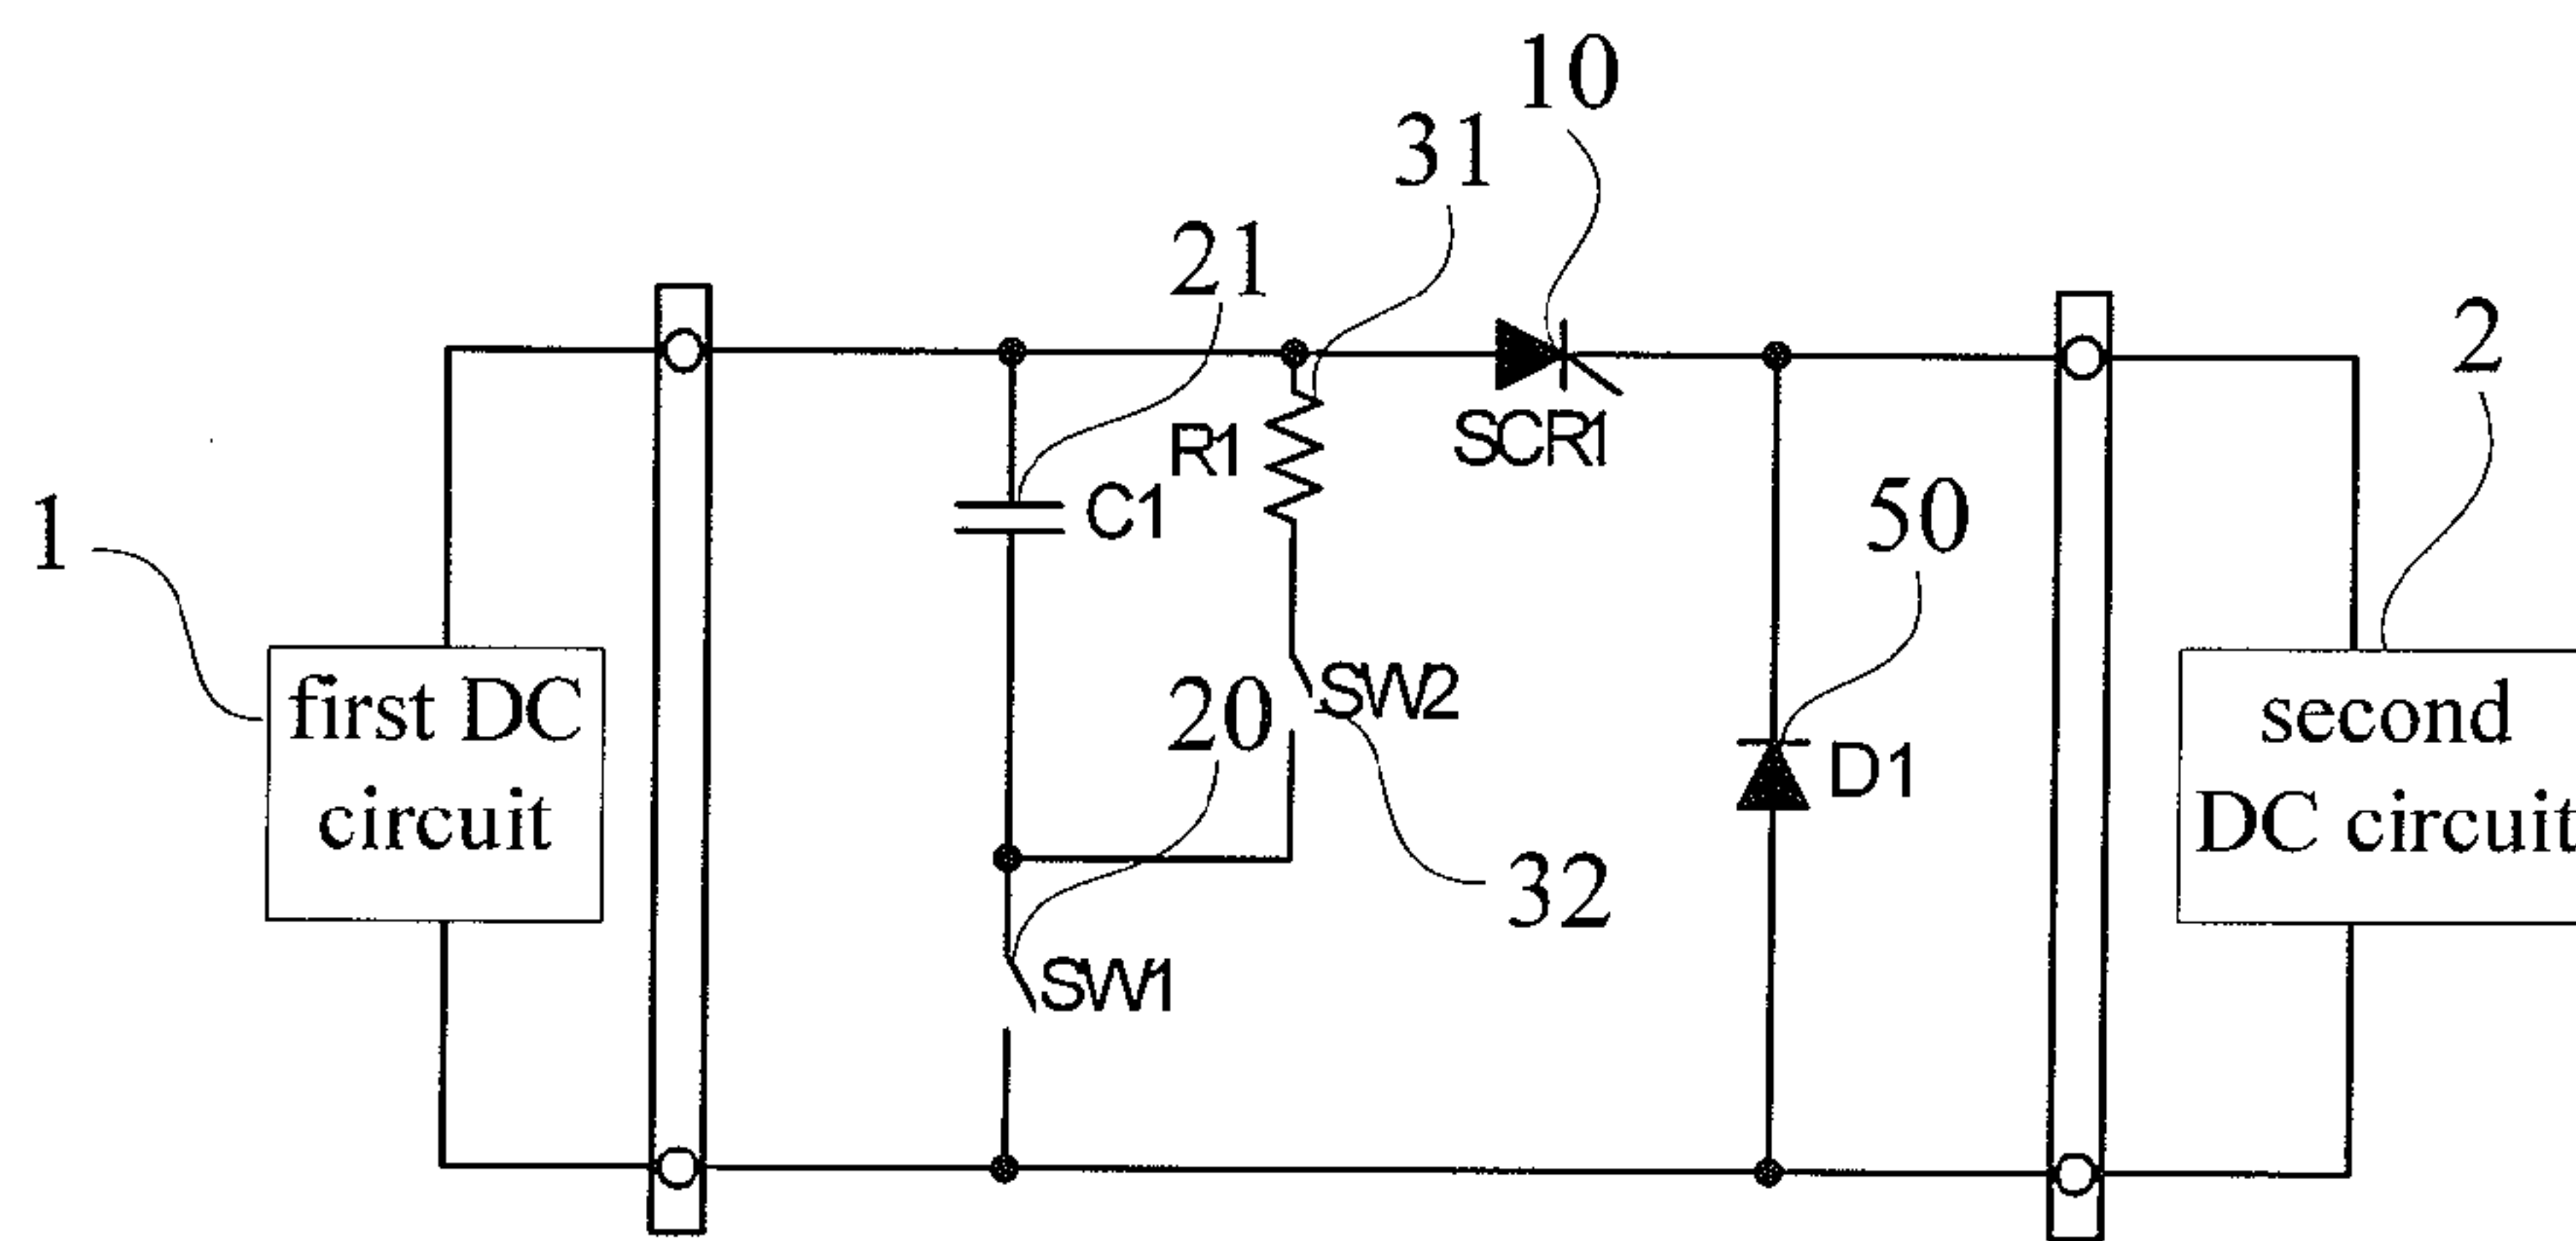 10
31
21
2
R1
SCR1
C1
50
1
first DC
circuit
SW2
20
second
DC circuit
D1
32
SW1